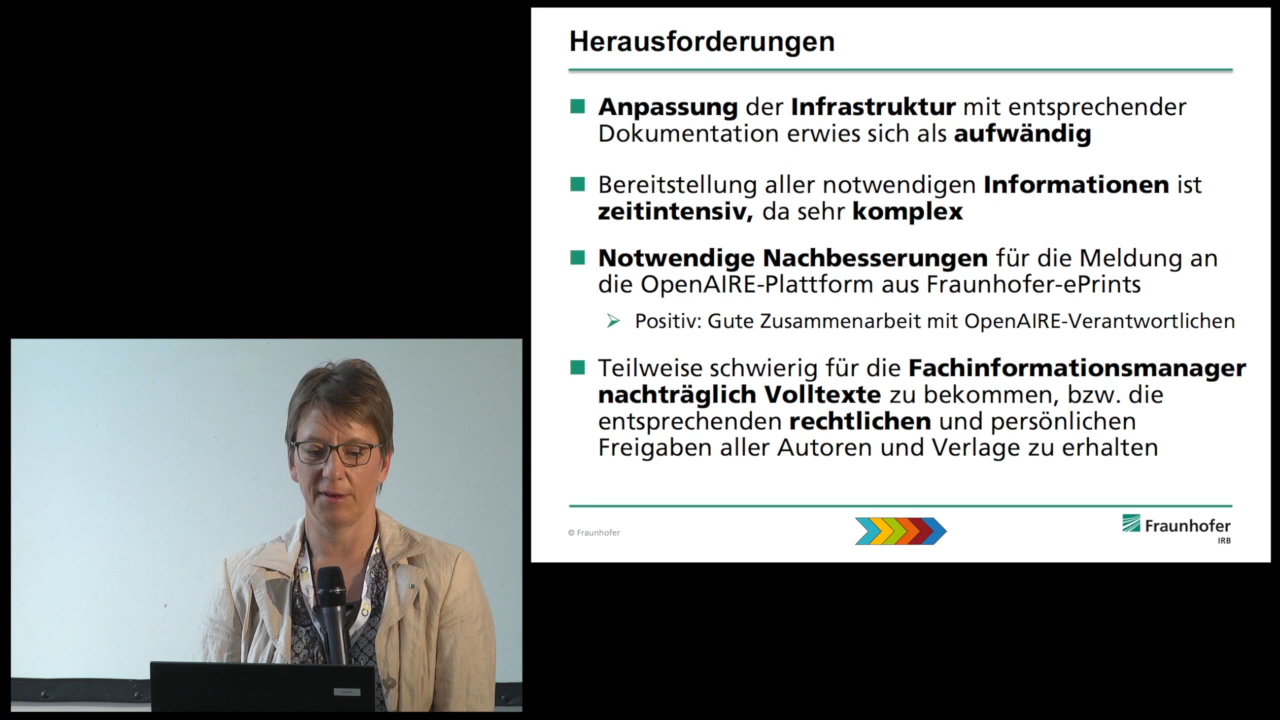 Herausforderungen
Anpassung der Infrastruktur mit entsprechender
Dokumentation erwies sich als aufwändig
Bereitstellung aller notwendigen Informationen ist
zeitintensiv, da sehr komplex
Notwendige Nachbesserungen für die Meldung an
die OpenAIRE-Plattform aus Fraunhofer-ePrints
Positiv: Gute Zusammenarbeit mit OpenAIRE-Verantwortlichen
Teilweise schwierig für die Fachinformationsmanager
nachträglich Volltexte zu bekommen, bzw. die
entsprechenden rechtlichen und persönlichen
Freigaben aller Autoren und Verlage zu erhalten
© Fraunhofer
Fraunhofer
IRB